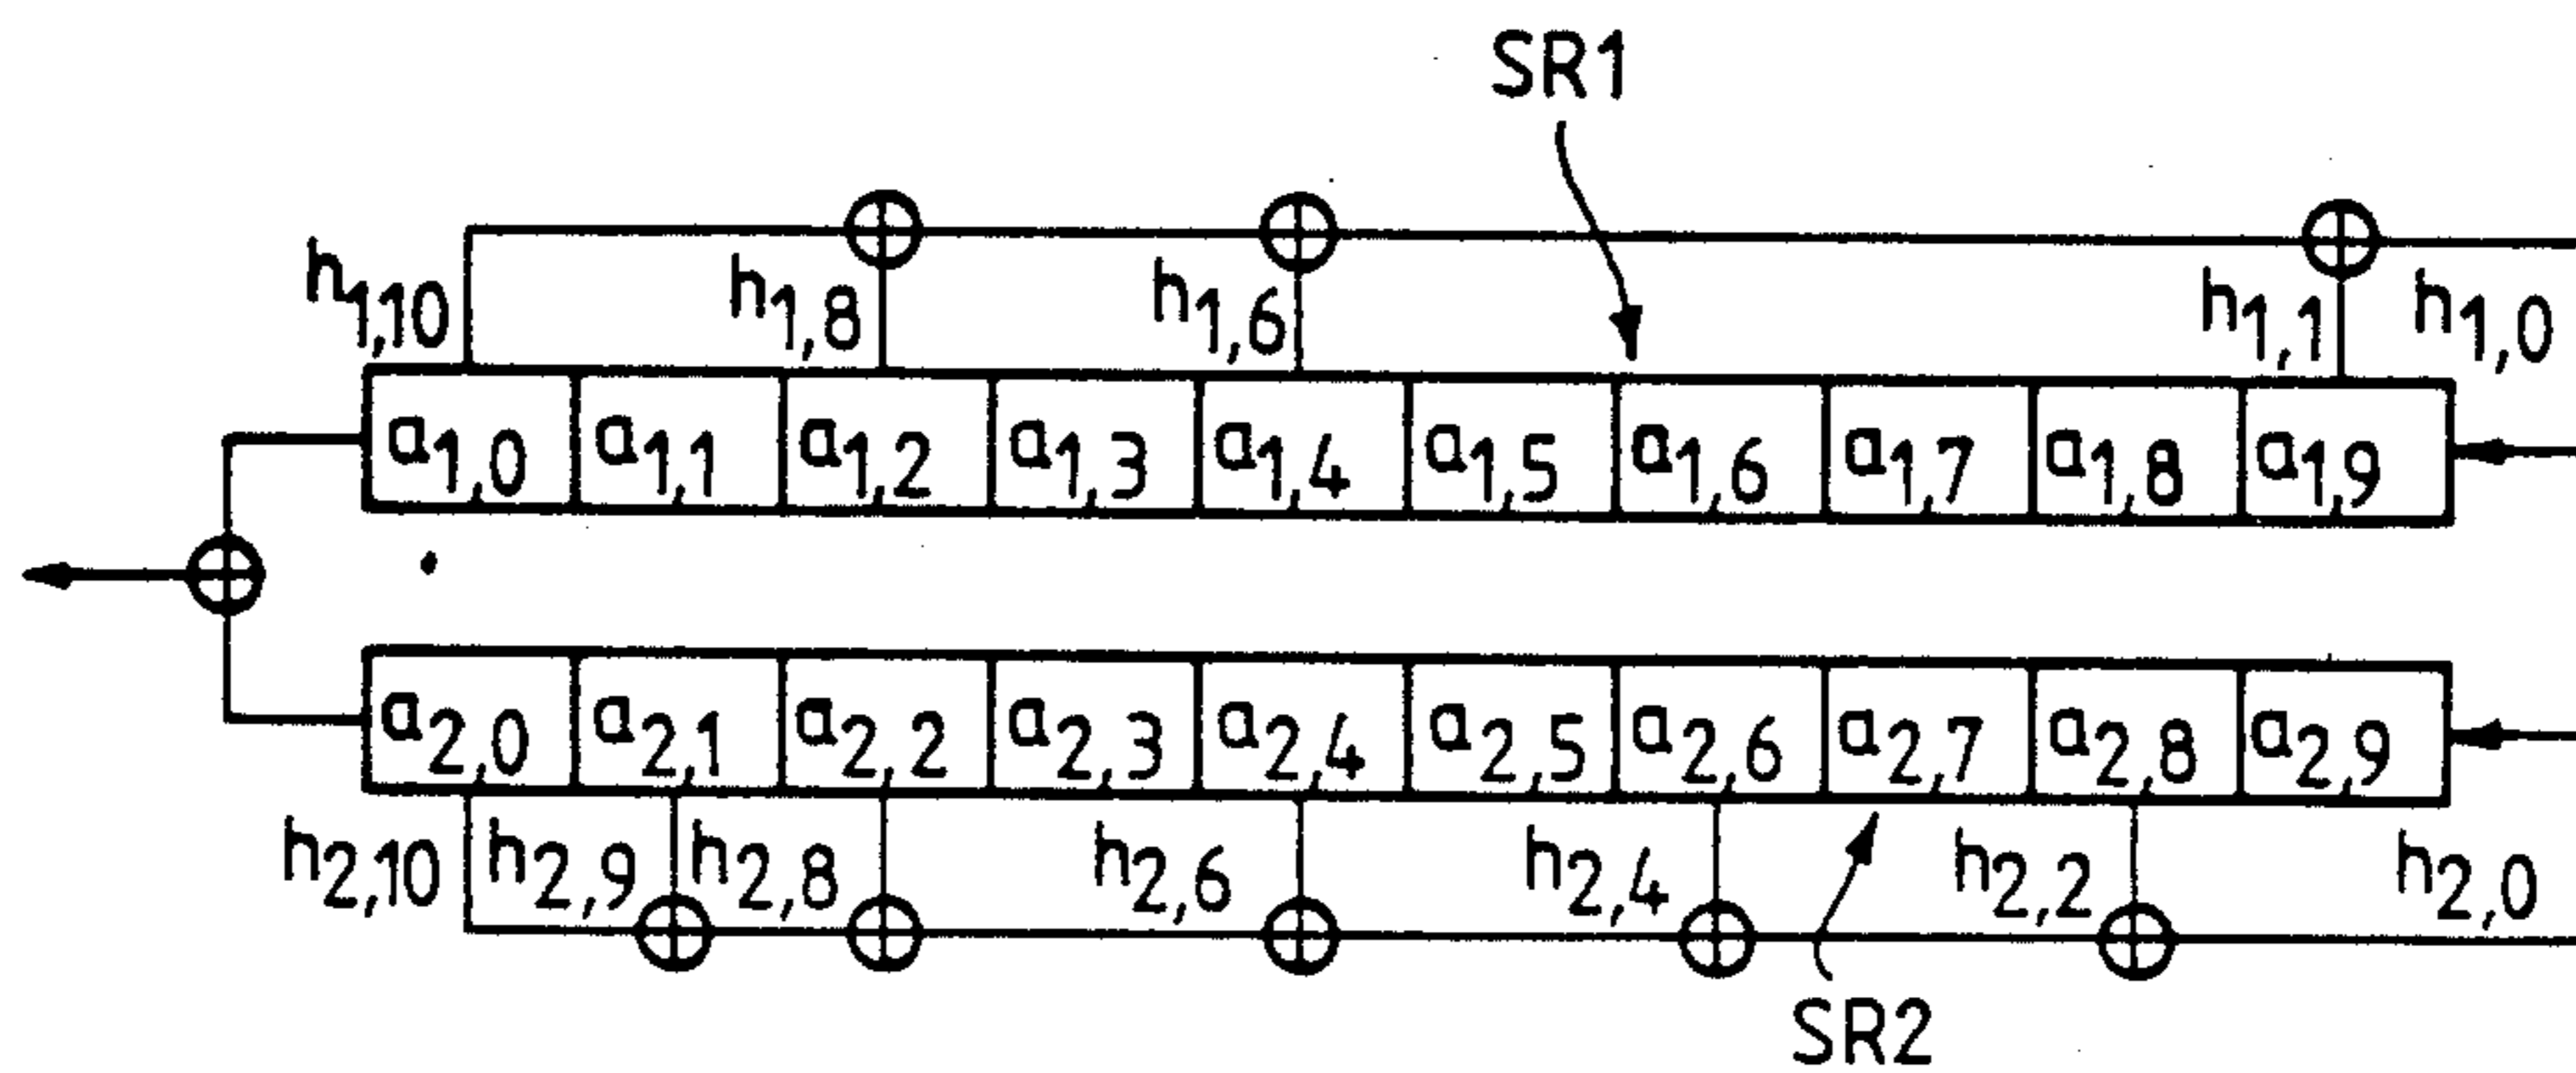 SR1
h1,10 h1,8 h1,6 h1,1 h1,0
a1,0 a1,1 a1,2 a1,3 a1,4 a1,5 a1,6 a1,7 a1,8 a1,9
a2,0 a2,1 a2,2 a2,3 a2,4 a2,5 a2,6 a2,7 a2,8 a2,9
h2,10 h2,9 h2,8 h2,6 h2,4 h2,2 h2,0
SR2